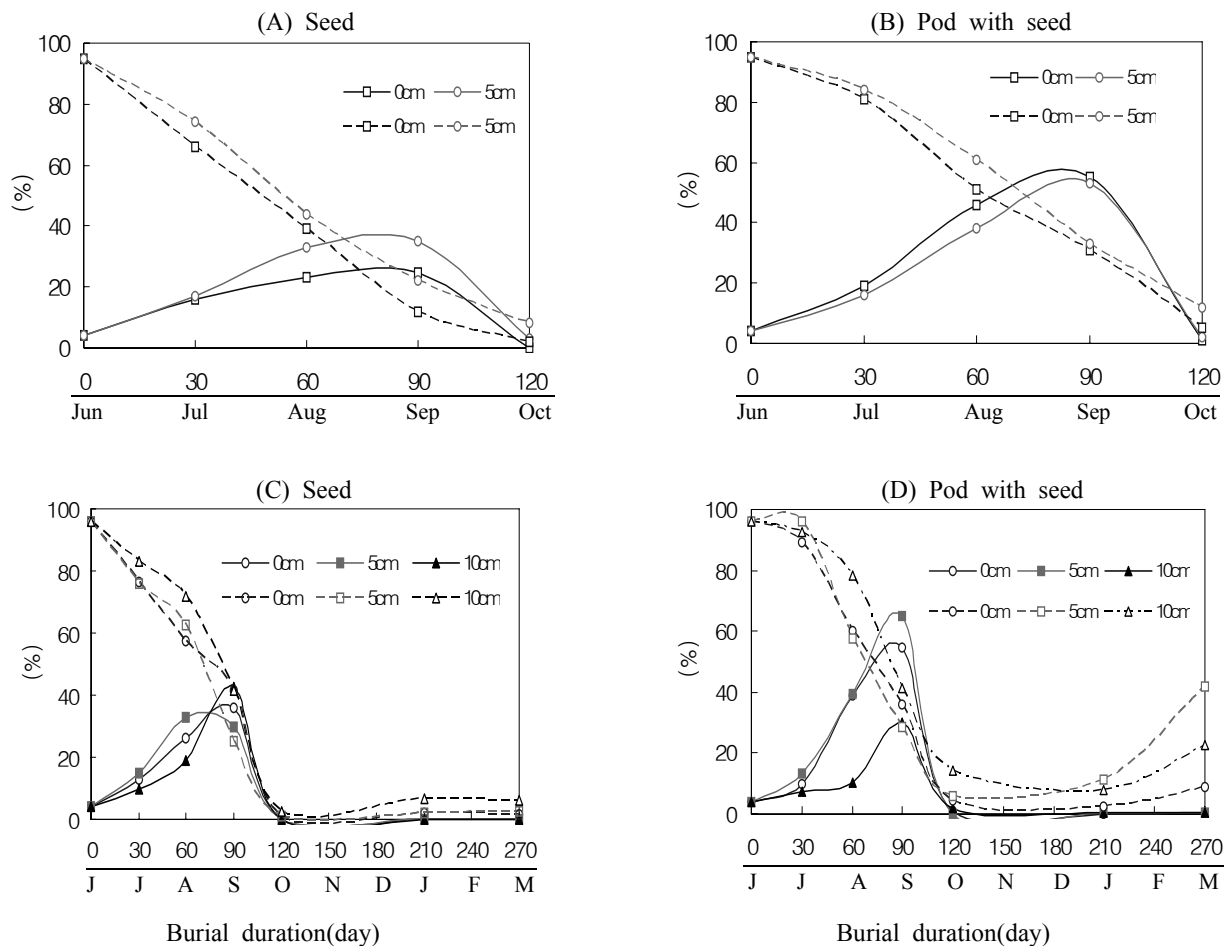 (A) Seed
100
80
60
40
20
0
(%)
0cm 5cm
0cm 5cm
0 30 60 90 120
Jun Jul Aug Sep Oct
(B) Pod with seed
100
80
60
40
20
0
(%)
0cm 5cm
0cm 5cm
0 30 60 90 120
Jun Jul Aug Sep Oct
(C) Seed
100
80
60
40
20
0
(%)
0cm 5cm 10cm
0cm 5cm 10cm
0 30 60 90 120 150 180 210 240 270
J J A S O N D J F M
Burial duration(day)
(D) Pod with seed
100
80
60
40
20
0
(%)
0cm 5cm 10cm
0cm 5cm 10cm
0 30 60 90 120 150 180 210 240 270
J J A S O N D J F M
Burial duration(day)